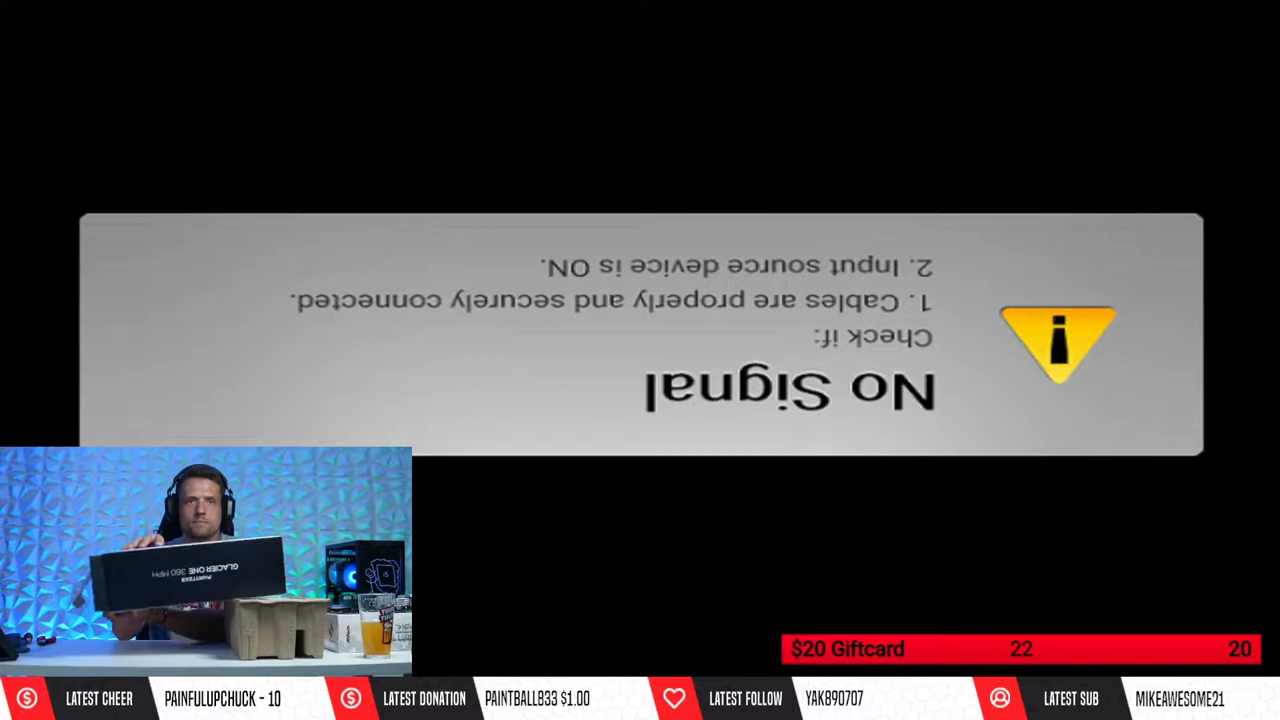 2. Input source device is ON.
1. Cables are properly and securely connected.
Check if:
No Signal
GLACIER ONE 360 MPH
PHANTEKS
$20 Giftcard 22 20
LATEST CHEER PAINFULUPCHUCK - 10 LATEST DONATION PAINTBALL833 $1.00 LATEST FOLLOW YAK890707 LATEST SUB MIKEAWESOME21